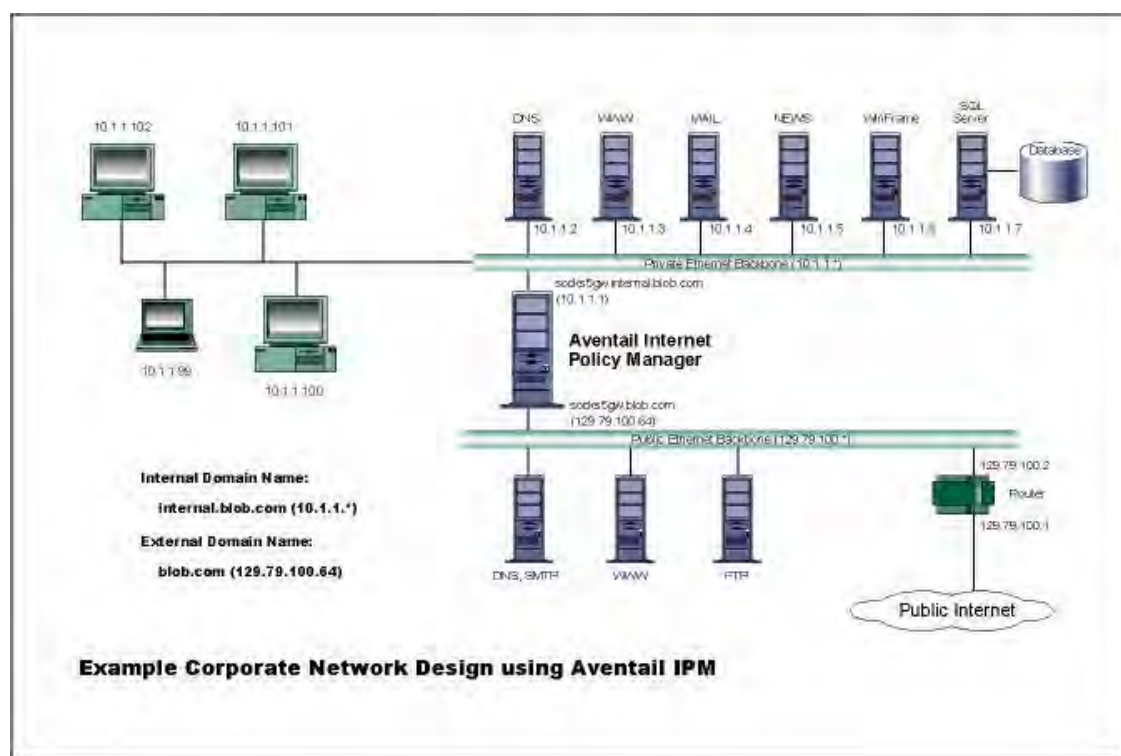 10.1.1.102
10.1.1.101
DNS
WWW
MAIL
NEWS
WinFrame
SQL
Server
Database
10.1.1.2
10.1.1.3
10.1.1.4
10.1.1.5
10.1.1.6
10.1.1.7
Private Ethernet Backbone (10.1.1.*)
socks5gw.internal.blob.com
(10.1.1.1)
Aventail Internet
Policy Manager
10.1.1.99
10.1.1.100
socks5gw.blob.com
(129.79.100.64)
Public Ethernet Backbone (129.79.100.*)
Internal Domain Name:
internal.blob.com (10.1.1.*)
External Domain Name:
blob.com (129.79.100.64)
129.79.100.2
Router
129.79.100.1
DNS, SMTP
WWW
FTP
Public Internet
Example Corporate Network Design using Aventail IPM